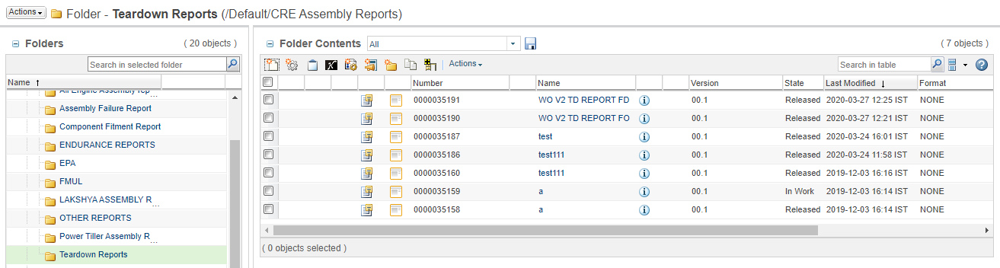 Actions
Folder - Teardown Reports (/Default/CRE Assembly Reports)
Folders ( 20 objects )
Search in selected folder
Name
All Engine Assembly rep...
Assembly Failure Report
Component Fitment Report
ENDURANCE REPORTS
EPA
FMUL
LAKSHYA ASSEMBLY R...
OTHER REPORTS
Power Tiller Assembly R...
Teardown Reports
Folder Contents All ( 7 objects )
Actions Search in table
Number Name Version State Last Modified Format
0000035191 WO V2 TD REPORT FD 00.1 Released 2020-03-27 12:25 IST NONE
0000035190 WO V2 TD REPORT FO 00.1 Released 2020-03-27 12:21 IST NONE
0000035187 test 00.1 Released 2020-03-24 16:01 IST NONE
0000035186 test111 00.1 Released 2020-03-24 11:58 IST NONE
0000035160 test111 00.1 Released 2019-12-03 16:16 IST NONE
0000035159 a 00.1 In Work 2019-12-03 16:14 IST NONE
0000035158 a 00.1 Released 2019-12-03 16:14 IST NONE
( 0 objects selected )